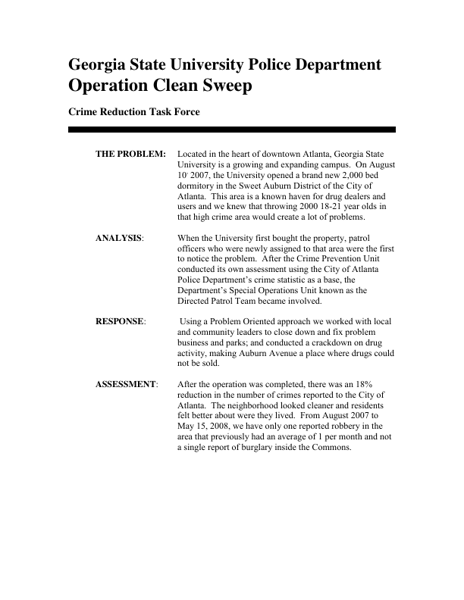 Georgia State University Police Department
Operation Clean Sweep
Crime Reduction Task Force
THE PROBLEM: Located in the heart of downtown Atlanta, Georgia State
University is a growing and expanding campus. On August
10, 2007, the University opened a brand new 2,000 bed
dormitory in the Sweet Auburn District of the City of
Atlanta. This area is a known haven for drug dealers and
users and we knew that throwing 2000 18-21 year olds in
that high crime area would create a lot of problems.
ANALYSIS: When the University first bought the property, patrol
officers who were newly assigned to that area were the first
to notice the problem. After the Crime Prevention Unit
conducted its own assessment using the City of Atlanta
Police Department's crime statistic as a base, the
Department's Special Operations Unit known as the
Directed Patrol Team became involved.
RESPONSE: Using a Problem Oriented approach we worked with local
and community leaders to close down and fix problem
business and parks; and conducted a crackdown on drug
activity, making Auburn Avenue a place where drugs could
not be sold.
ASSESSMENT: After the operation was completed, there was an 18%
reduction in the number of crimes reported to the City of
Atlanta. The neighborhood looked cleaner and residents
felt better about were they lived. From August 2007 to
May 15, 2008, we have only one reported robbery in the
area that previously had an average of 1 per month and not
a single report of burglary inside the Commons.